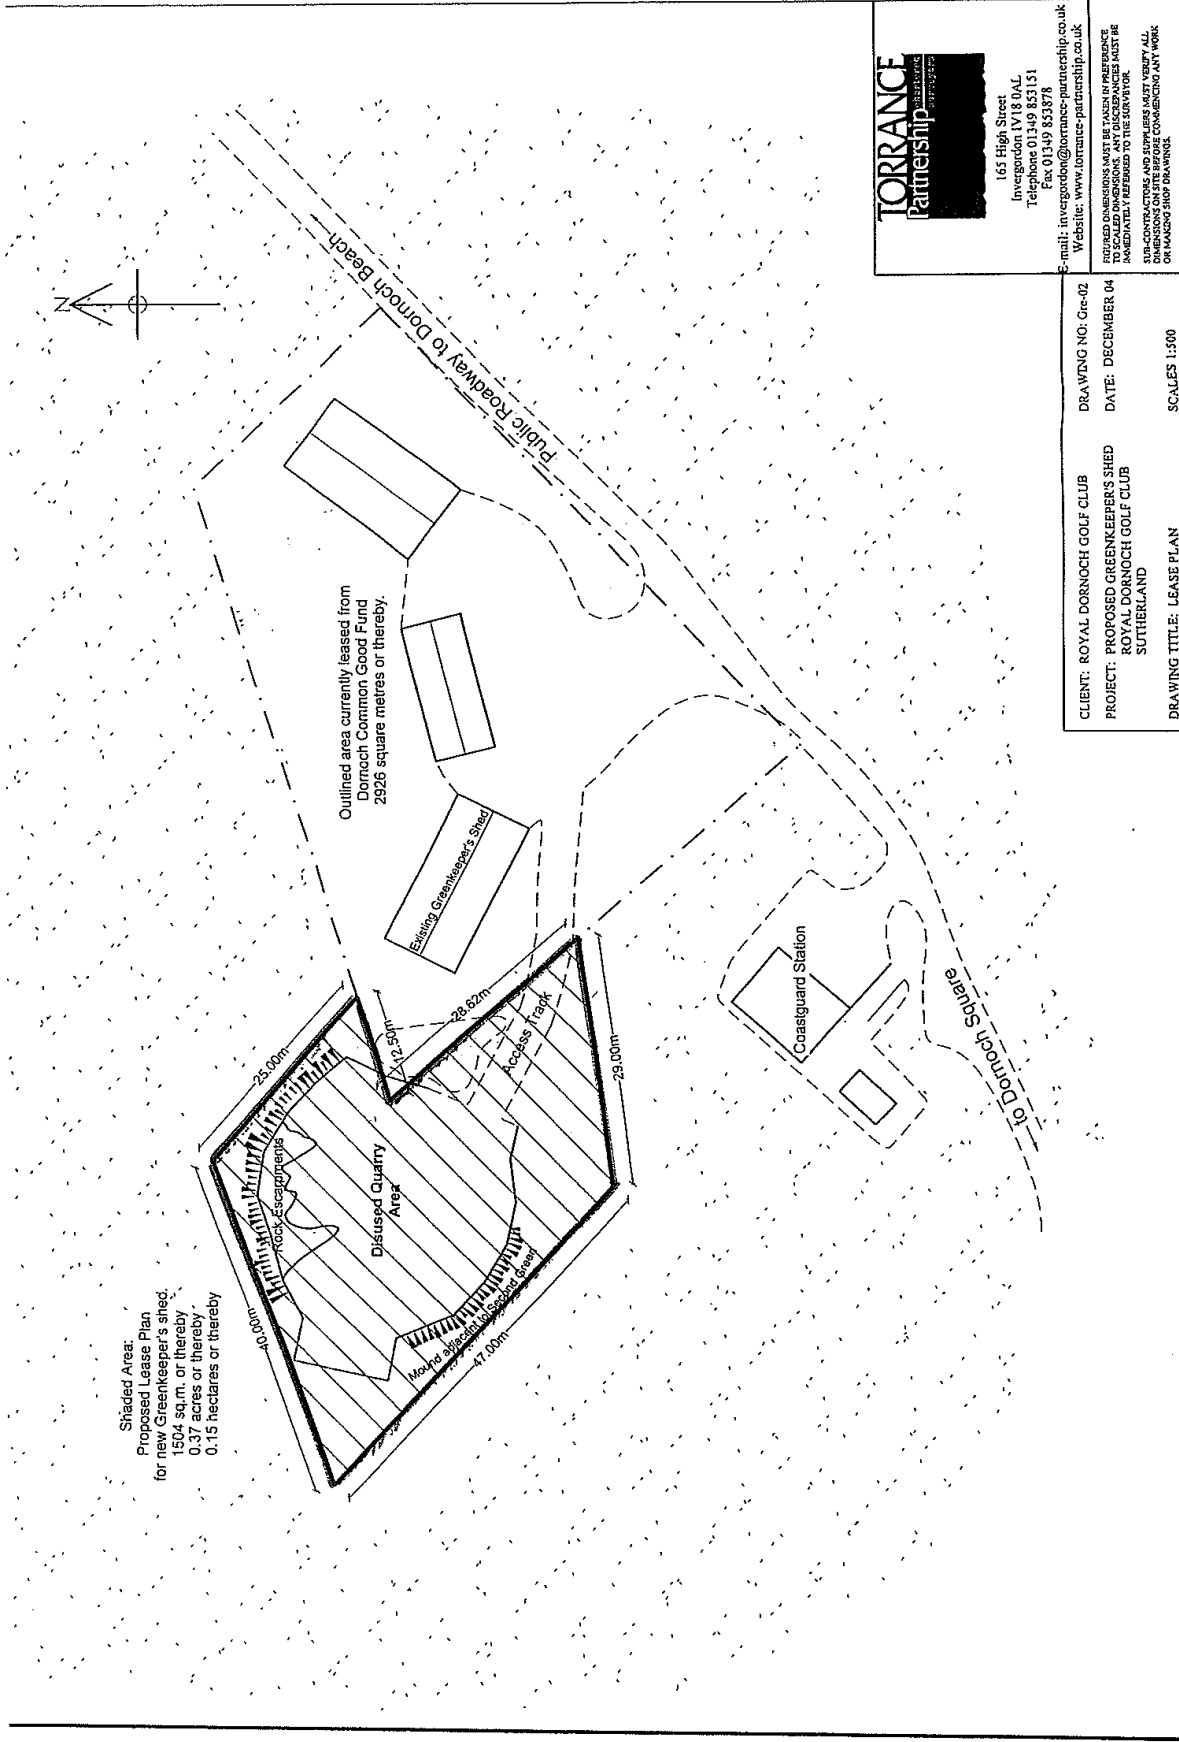 Shaded Area:
Proposed Lease Plan
for new Greenkeeper's shed.
1504 sq.m. or thereby
0.37 acres or thereby
0.15 hectares or thereby
40.00m
25.00m
Rock Escarpments
Disused Quarry
Area
Mound adjacent to Second Green
47.00m
12.50m
28.62m
Access Track
29.00m
Outlined area currently leased from
Dornoch Common Good Fund
2926 square metres or thereby.
Existing Greenkeeper's Shed
N
Public Roadway to Dornoch Beach
Coastguard Station
to Dornoch Square
CLIENT: ROYAL DORNOCH GOLF CLUB
PROJECT: PROPOSED GREENKEEPER'S SHED
ROYAL DORNOCH GOLF CLUB
SUTHERLAND
DRAWING TITLE: LEASE PLAN
DRAWING NO: Gre-02
DATE: DECEMBER 04
SCALES 1:500
TORRANCE
Partnership
chartered
surveyors
165 High Street
Invergordon IV18 0AL
Telephone 01349 853151
Fax 01349 853878
E-mail: invergordon@torrance-partnership.co.uk
Website: www.torrance-partnership.co.uk
FIGURED DIMENSIONS MUST BE TAKEN IN PREFERENCE
TO SCALED DIMENSIONS. ANY DISCREPANCIES MUST BE
IMMEDIATELY REFERRED TO THE SURVEYOR.
SUB-CONTRACTORS AND SUPPLIERS MUST VERIFY ALL
DIMENSIONS ON SITE BEFORE COMMENCING ANY WORK
OR MAKING SHOP DRAWINGS.